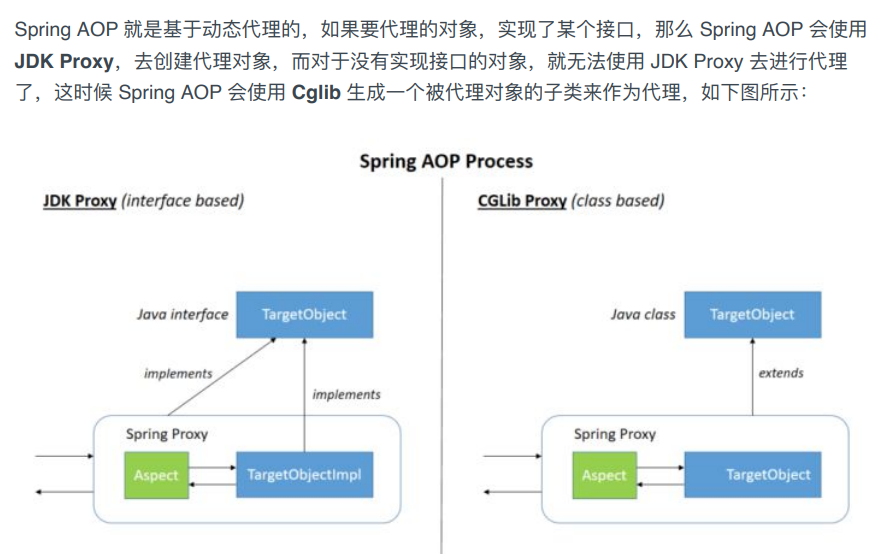 Spring AOP 就是基于动态代理的，如果要代理的对象，实现了某个接口，那么 Spring AOP 会使用
JDK Proxy，去创建代理对象，而对于没有实现接口的对象，就无法使用 JDK Proxy 去进行代理
了，这时候 Spring AOP 会使用 Cglib 生成一个被代理对象的子类来作为代理，如下图所示：
Spring AOP Process
JDK Proxy (interface based)
Java interface
TargetObject
implements
implements
Spring Proxy
Aspect
TargetObjectImpl
CGLib Proxy (class based)
Java class
TargetObject
extends
Spring Proxy
Aspect
TargetObject